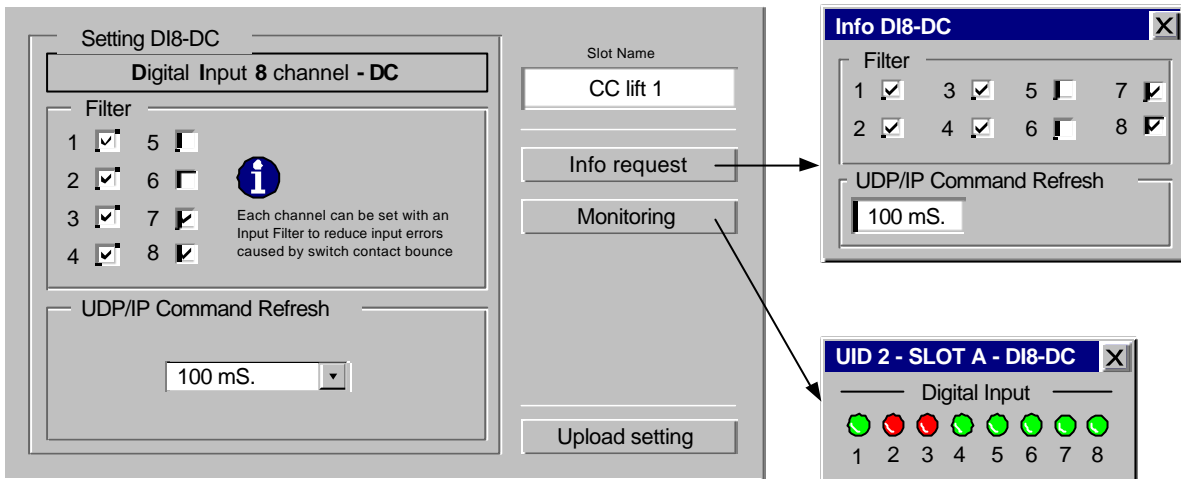 Setting DI8-DC
Digital Input 8 channel - DC
Filter
1 5
2 6
3 7
4 8
Each channel can be set with an
Input Filter to reduce input errors
caused by switch contact bounce
UDP/IP Command Refresh
100 mS.
Slot Name
CC lift 1
Info request
Monitoring
Upload setting
Info DI8-DC
Filter
1 3 5 7
2 4 6 8
UDP/IP Command Refresh
100 mS.
UID 2 - SLOT A - DI8-DC
Digital Input
1 2 3 4 5 6 7 8